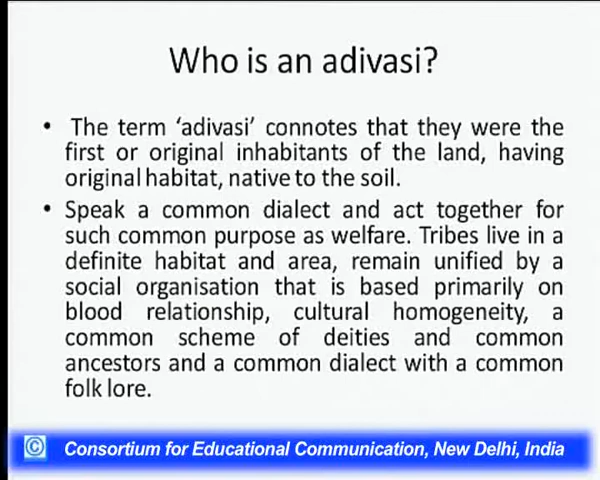 Who is an adivasi?
• The term ‘adivasi’ connotes that they were the
first or original inhabitants of the land, having
original habitat, native to the soil.
• Speak a common dialect and act together for
such common purpose as welfare. Tribes live in a
definite habitat and area, remain unified by a
social organisation that is based primarily on
blood relationship, cultural homogeneity, a
common scheme of deities and common
ancestors and a common dialect with a common
folk lore.
© Consortium for Educational Communication, New Delhi, India